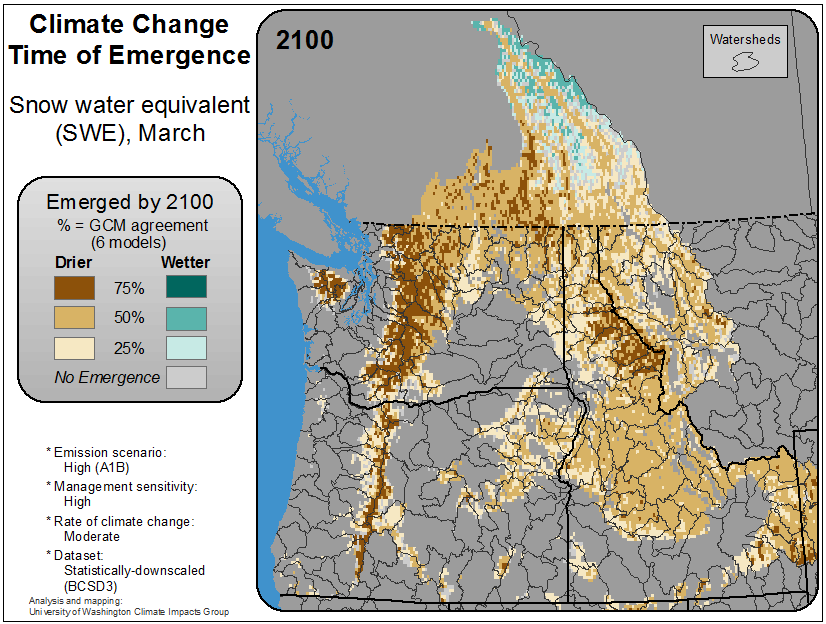 Climate Change
Time of Emergence
Snow water equivalent
(SWE), March
Emerged by 2100
% = GCM agreement
(6 models)
Drier Wetter
75%
50%
25%
No Emergence
* Emission scenario:
High (A1B)
* Management sensitivity:
High
* Rate of climate change:
Moderate
* Dataset:
Statistically-downscaled
(BCSD3)
Analysis and mapping:
University of Washington Climate Impacts Group
2100
Watersheds